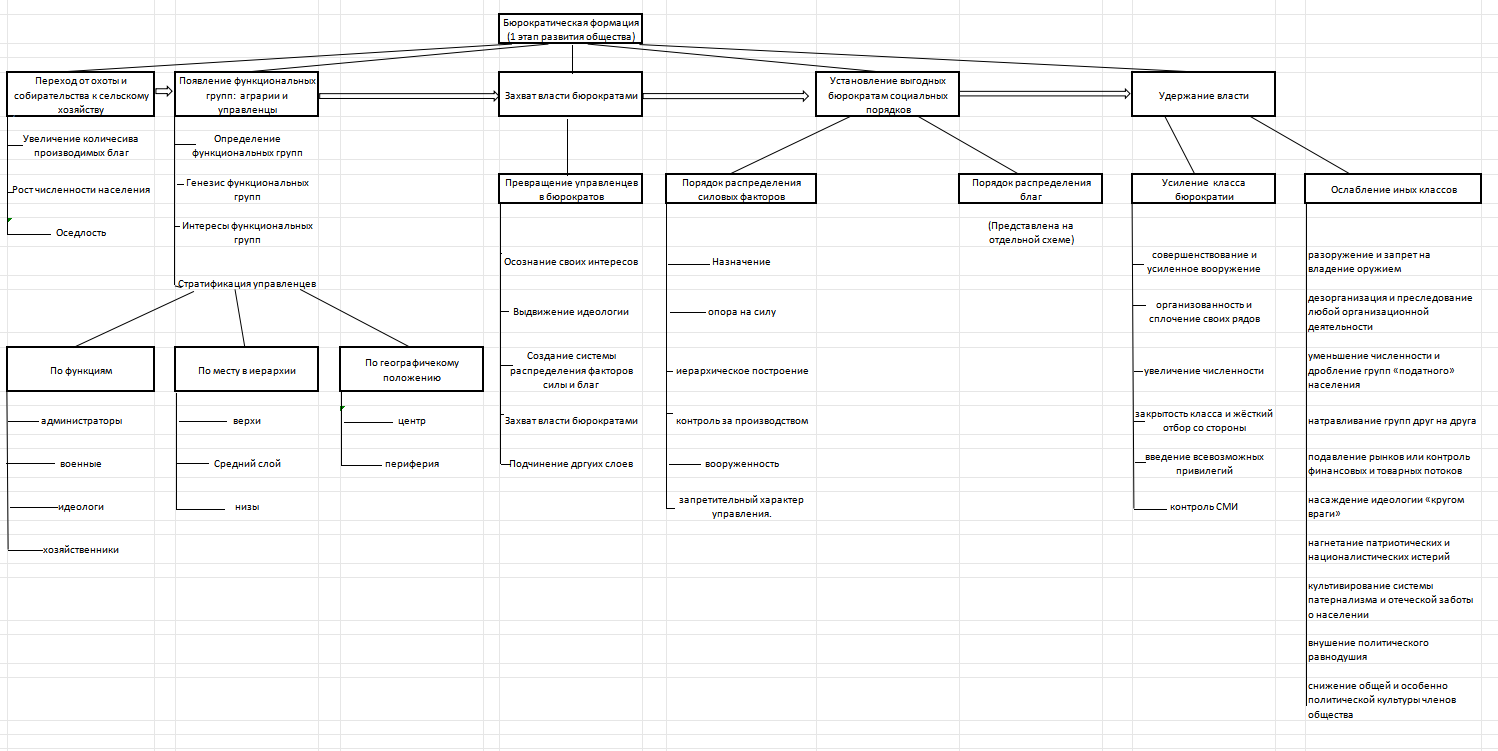 Бюрократическая формация
(1 этап развития общества)
Переход от охоты и
собирательства к сельскому
хозяйству
Появление функциональных
групп: аграрии и
управленцы
Захват власти бюрократами
Установление выгодных
бюрократам социальных
порядков
Удержание власти
Увеличение количесива
производимых благ
Рост численности населения
Оседлость
Определение
функциональных групп
Генезис функциональных
групп
Интересы функциональных
групп
Стратификация управленцев
По функциям
администраторы
военные
идеологи
хозяйственники
По месту в иерархии
верхи
Средний слой
низы
По географичекому
положению
центр
периферия
Превращение управленцев
в бюрократов
Осознание своих интересов
Выдвижение идеологии
Создание системы
распределения факторов
силы и благ
Захват власти бюрократами
Подчинение дргуих слоев
Порядок распределения
силовых факторов
Назначение
опора на силу
иерархическое построение
контроль за производством
вооруженность
запретительный характер
управления.
Порядок распределения
благ
(Представлена на
отдельной схеме)
Усиление класса
бюрократии
совершенствование и
усиленное вооружение
организованность и
сплочение своих рядов
увеличение численности
закрытость класса и жёсткий
отбор со стороны
введение всевозможных
привилегий
контроль СМИ
Ослабление иных классов
разоружение и запрет на
владение оружием
дезорганизация и преследование
любой организационной
деятельности
уменьшение численности и
дробление групп «податного»
населения
натравливание групп друг на друга
подавление рынков или контроль
финансовых и товарных потоков
насаждение идеологии «кругом
враги»
нагнетание патриотических и
националистических истерий
культивирование системы
патернализма и отеческой заботы
о населении
внушение политического
равнодушия
снижение общей и особенно
политической культуры членов
общества